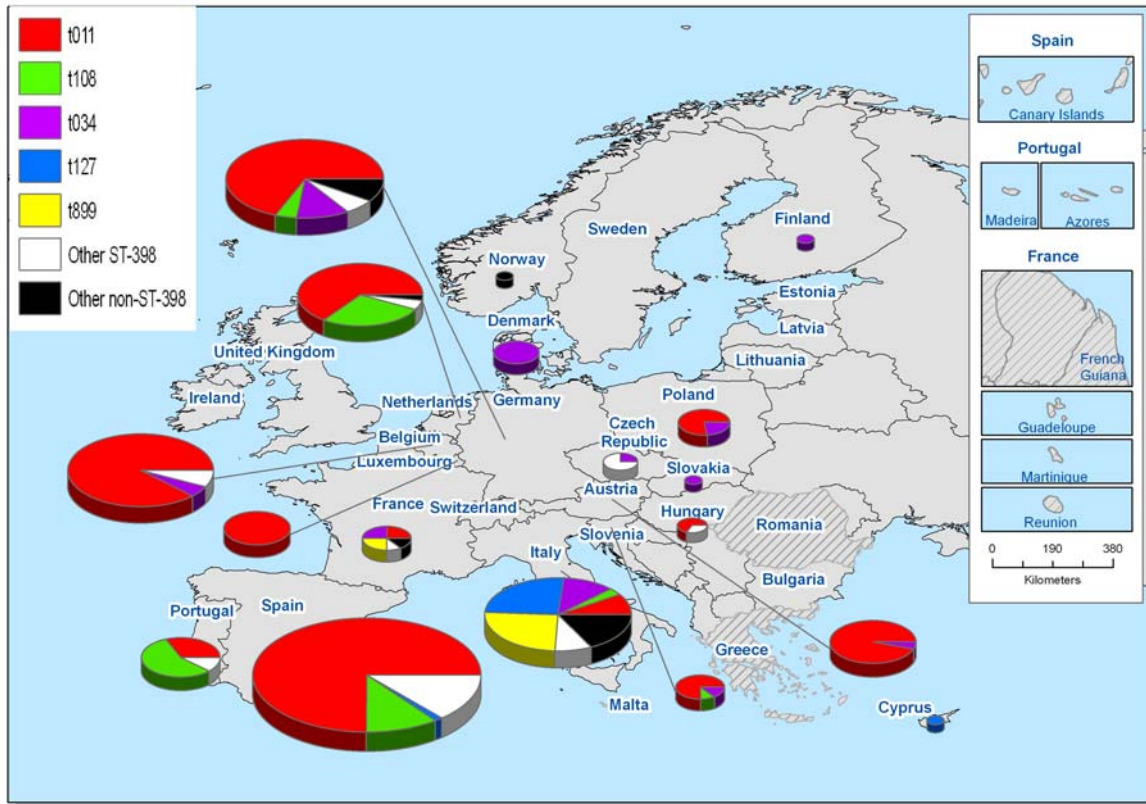 t011
t108
t034
t127
t899
Other ST-398
Other non-ST-398
Spain
Canary Islands
Portugal
Madeira
Azores
France
French
Guiana
Guadeloupe
Martinique
Reunion
0 190 380
Kilometers
Finland
Sweden
Norway
Estonia
Denmark
Latvia
United Kingdom
Lithuania
Ireland
Netherlands
Germany
Poland
Czech
Republic
Belgium
Luxembourg
Slovakia
Austria
France
Switzerland
Hungary
Romania
Slovenia
Italy
Bulgaria
Portugal
Spain
Greece
Malta
Cyprus